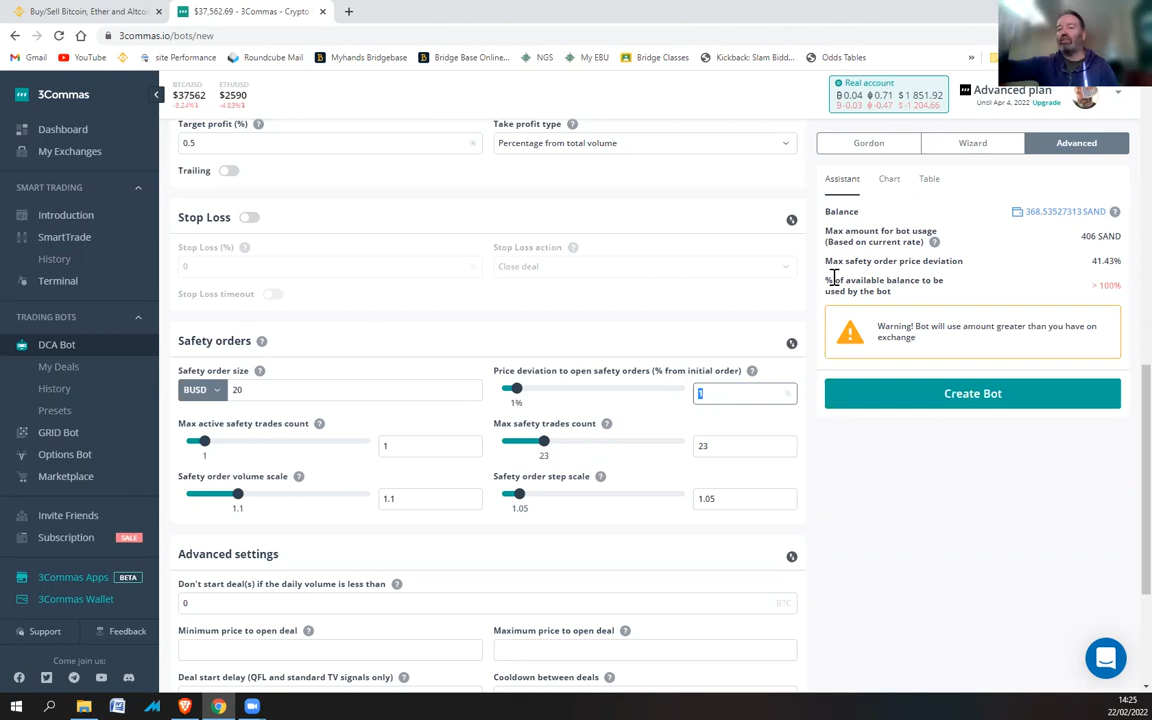 Buy/Sell Bitcoin, Ether and Altcoi
$37,562.69 - 3Commas - Crypto
3commas.io/bots/new
Gmail
YouTube
site Performance
Roundcube Mail
Myhands Bridgebase
Bridge Base Online...
NGS
My EBU
Bridge Classes
Kickback: Slam Bidd...
Odds Tables
»
3Commas
BTC/USD
$37562
-3.24%
ETH/USD
$2590
-4.83%
Real account
0.04 0.71 $ 1 851.92
-0.03 -0.47 $ -1 204.66
Advanced plan
Until Apr 4, 2022 Upgrade
Dashboard
My Exchanges
SMART TRADING
Introduction
SmartTrade
History
Terminal
TRADING BOTS
DCA Bot
My Deals
History
Presets
GRID Bot
Options Bot
Marketplace
Invite Friends
Subscription SALE
3Commas Apps BETA
3Commas Wallet
Support
Feedback
Come join us:
Target profit (%) ?
Take profit type ?
0.5 %
Percentage from total volume
Trailing
Stop Loss
Stop Loss (%) ?
Stop Loss action ?
0 %
Close deal
Stop Loss timeout
Safety orders ?
Safety order size ?
Price deviation to open safety orders (% from initial order) ?
BUSD 20
1%
1 %
Max active safety trades count ?
Max safety trades count ?
1
1
23
23
Safety order volume scale ?
Safety order step scale ?
1.1
1.1
1.05
1.05
Advanced settings
Don't start deal(s) if the daily volume is less than ?
0 BTC
Minimum price to open deal ?
Maximum price to open deal ?
Deal start delay (QFL and standard TV signals only) ?
Cooldown between deals ?
Gordon
Wizard
Advanced
Assistant
Chart
Table
Balance
368.53527313 SAND ?
Max amount for bot usage
(Based on current rate) ?
406 SAND
Max safety order price deviation
41.43%
% of available balance to be
used by the bot
> 100%
Warning! Bot will use amount greater than you have on
exchange
Create Bot
14:25
22/02/2022